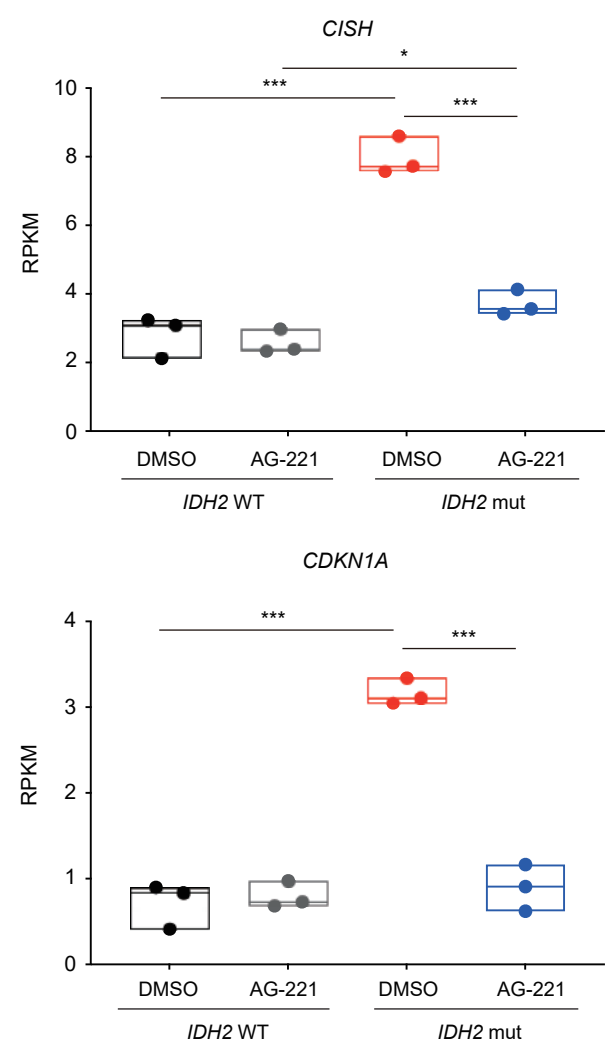 CISH
*
***
***
10
8
6
4
2
0
RPKM
DMSO AG-221 DMSO AG-221
IDH2 WT IDH2 mut
CDKN1A
***
***
4
3
2
1
0
RPKM
DMSO AG-221 DMSO AG-221
IDH2 WT IDH2 mut